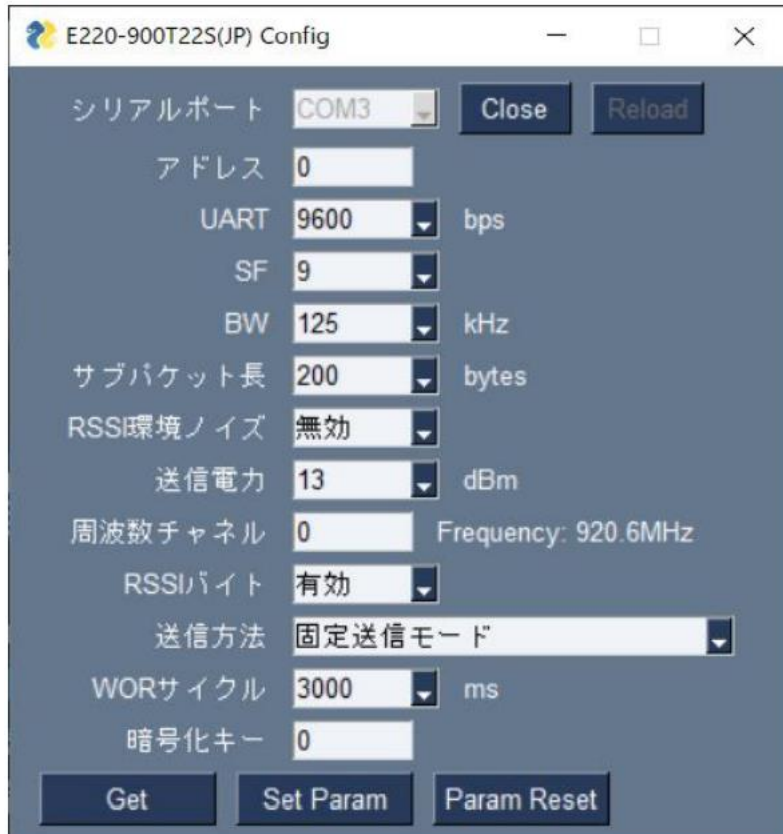 E220-900T22S(JP) Config
シリアルポート COM3 Close Reload
アドレス 0
UART 9600 bps
SF 9
BW 125 kHz
サブパケット長 200 bytes
RSSI環境ノイズ 無効
送信電力 13 dBm
周波数チャネル 0 Frequency: 920.6MHz
RSSIバイト 有効
送信方法 固定送信モード
WORサイクル 3000 ms
暗号化キー 0
Get Set Param Param Reset